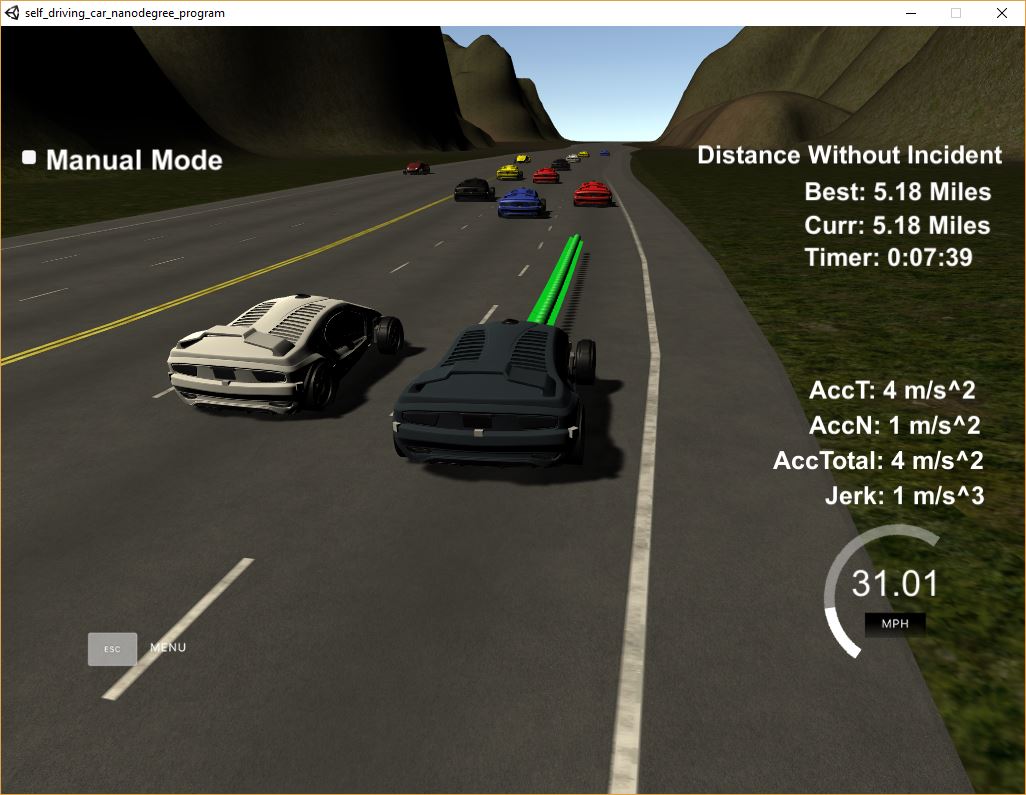 self_driving_car_nanodegree_program
Manual Mode
Distance Without Incident
Best: 5.18 Miles
Curr: 5.18 Miles
Timer: 0:07:39
AccT: 4 m/s^2
AccN: 1 m/s^2
AccTotal: 4 m/s^2
Jerk: 1 m/s^3
31.01
MPH
ESC MENU